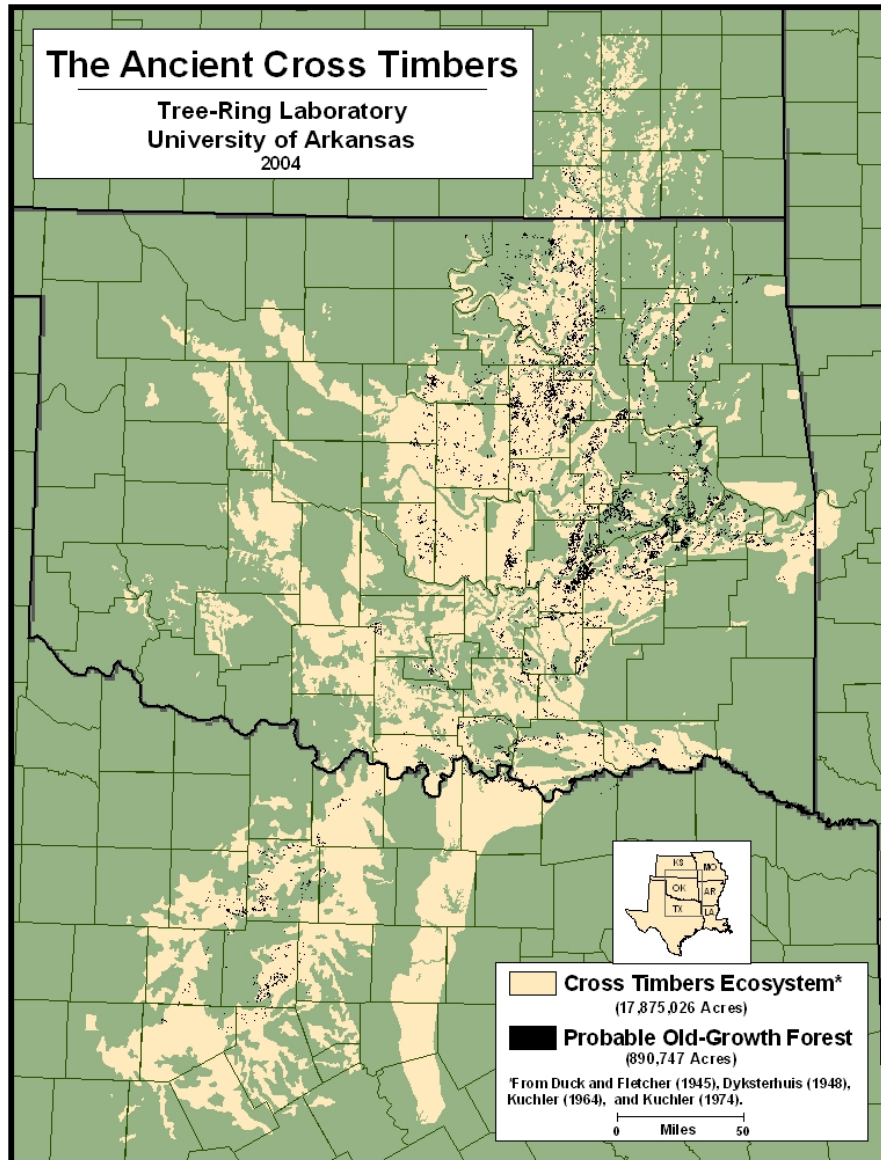 The Ancient Cross Timbers
Tree-Ring Laboratory
University of Arkansas
2004
KS
MO
OK
AR
TX
LA
Cross Timbers Ecosystem*
(17,875,026 Acres)
Probable Old-Growth Forest
(890,747 Acres)
*From Duck and Fletcher (1945), Dyksterhuis (1948),
Kuchler (1964), and Kuchler (1974).
0 Miles 50